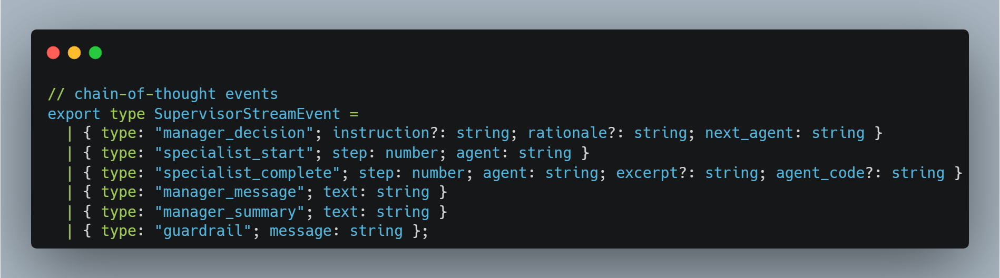 // chain-of-thought events
export type SupervisorStreamEvent =
  | { type: "manager_decision"; instruction?: string; rationale?: string; next_agent: string }
  | { type: "specialist_start"; step: number; agent: string }
  | { type: "specialist_complete"; step: number; agent: string; excerpt?: string; agent_code?: string }
  | { type: "manager_message"; text: string }
  | { type: "manager_summary"; text: string }
  | { type: "guardrail"; message: string };